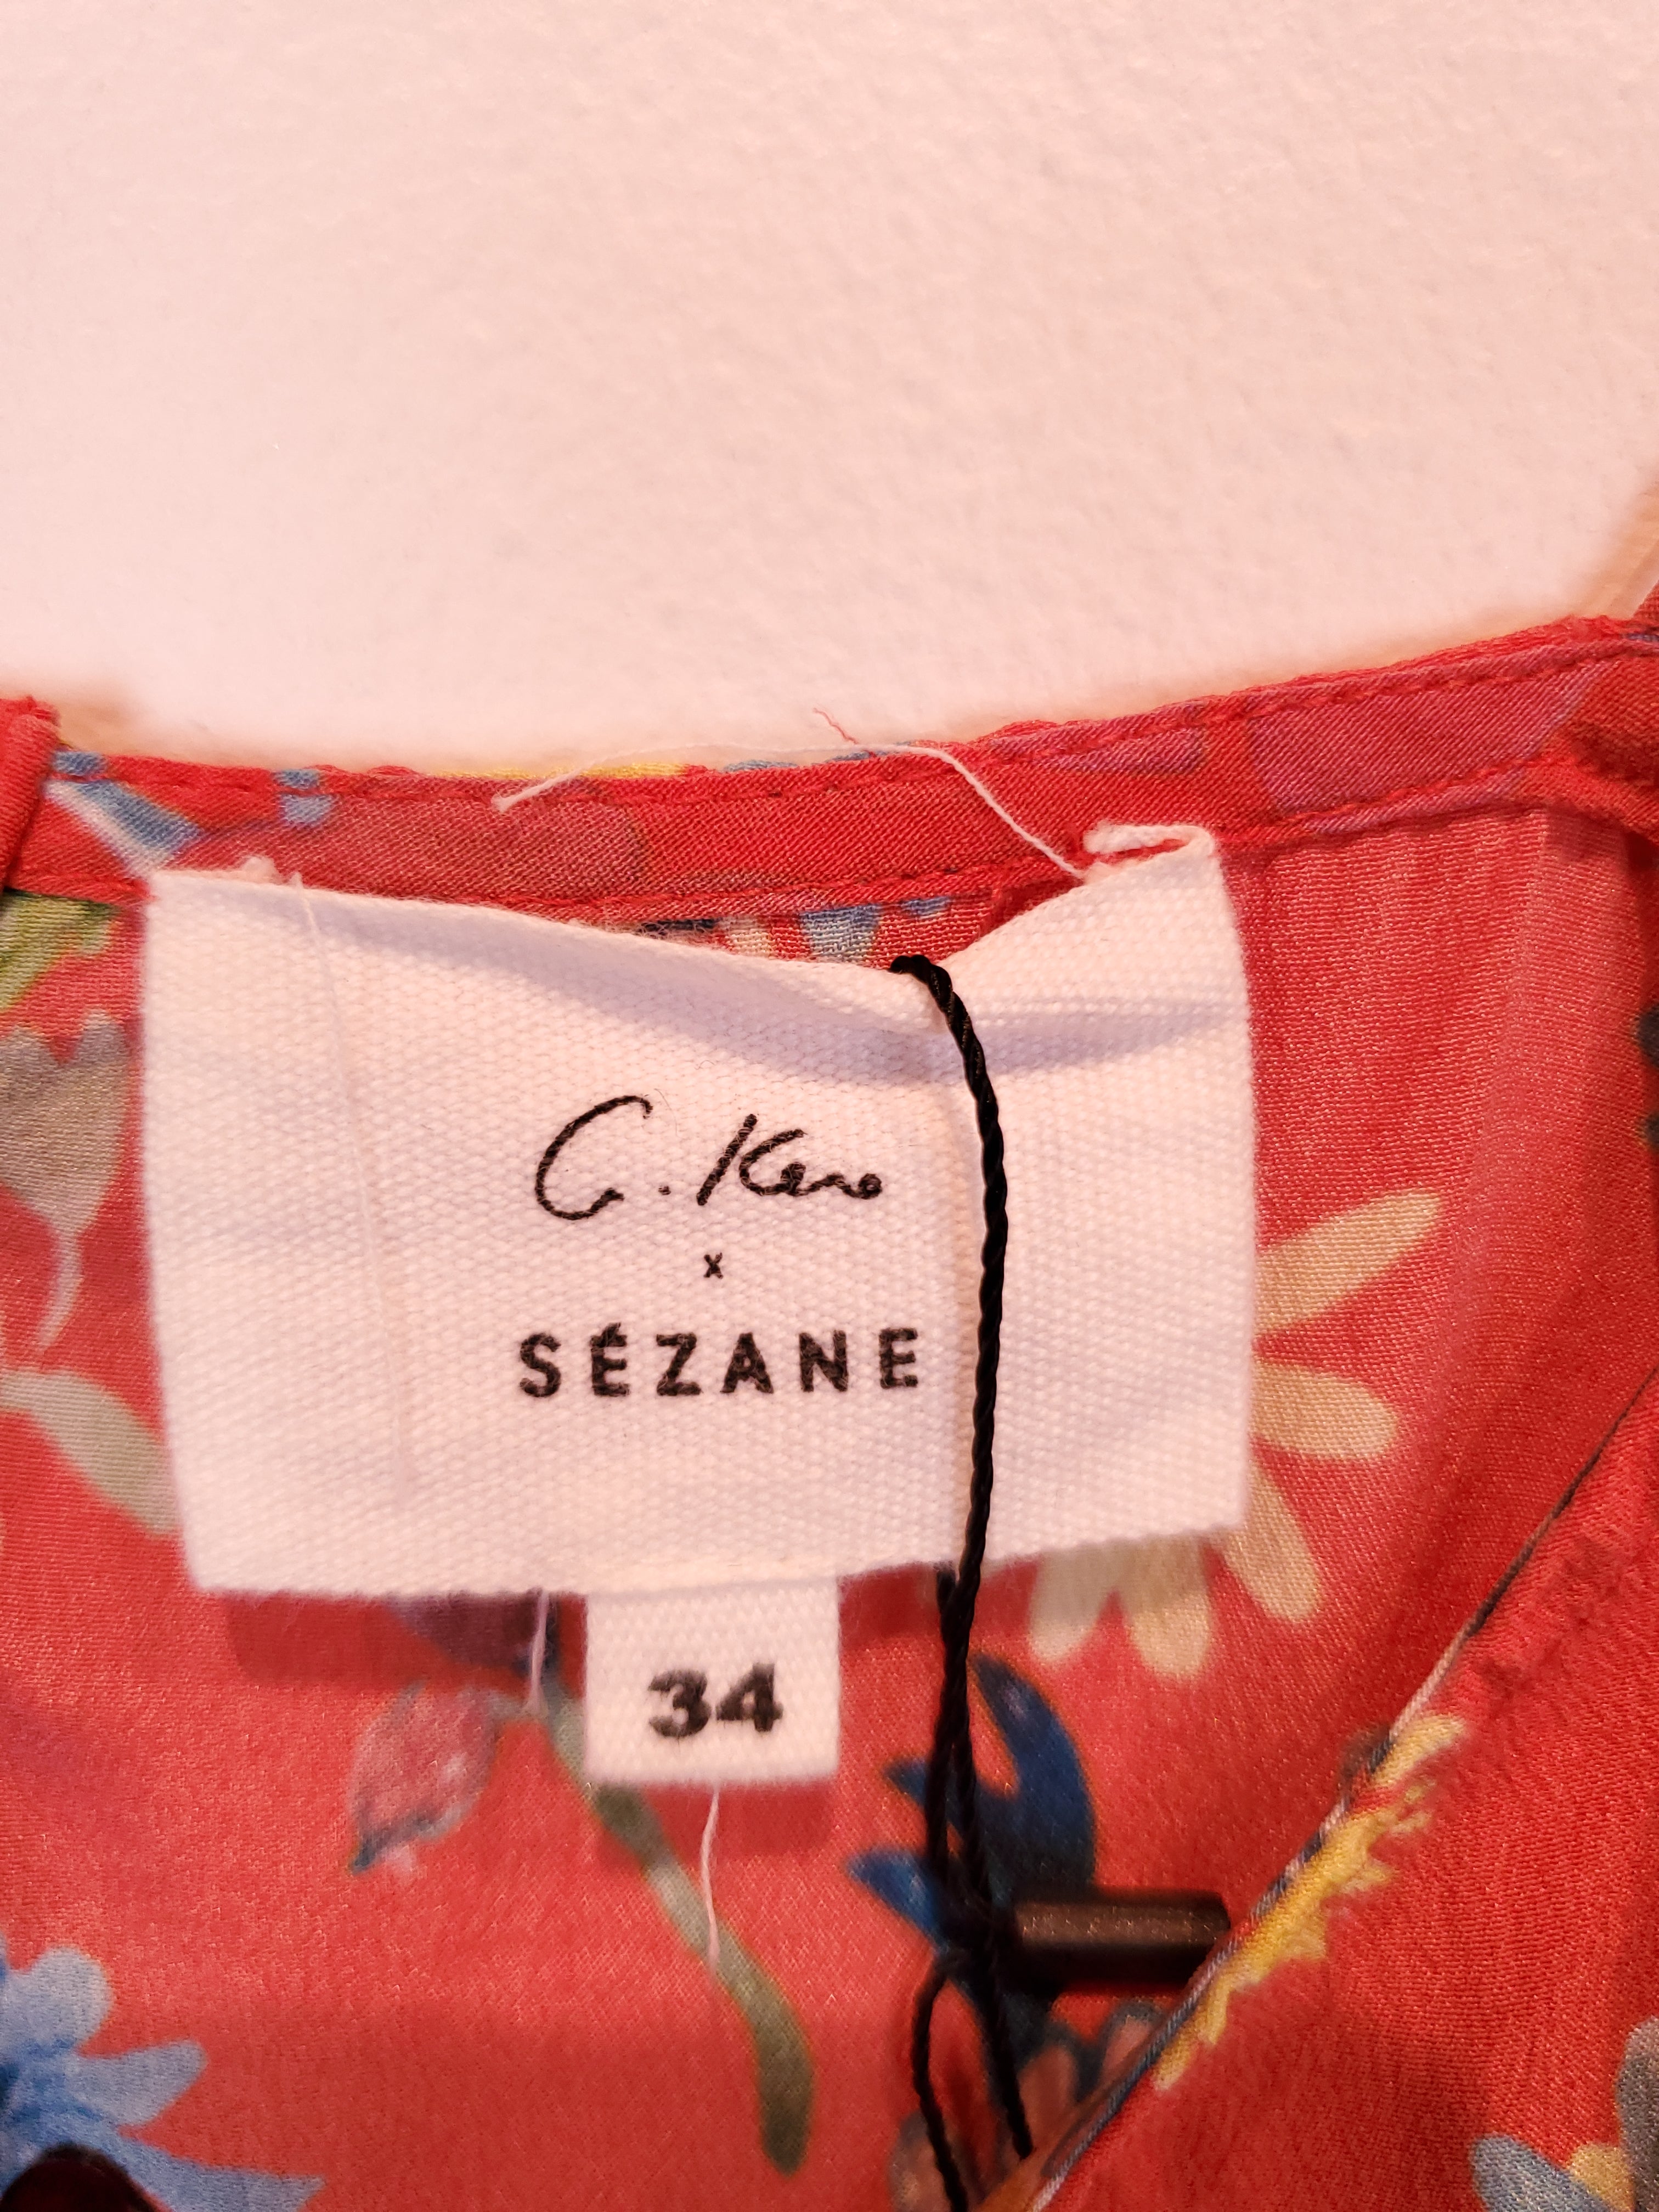 G. Kero
x
SÉZANE
34